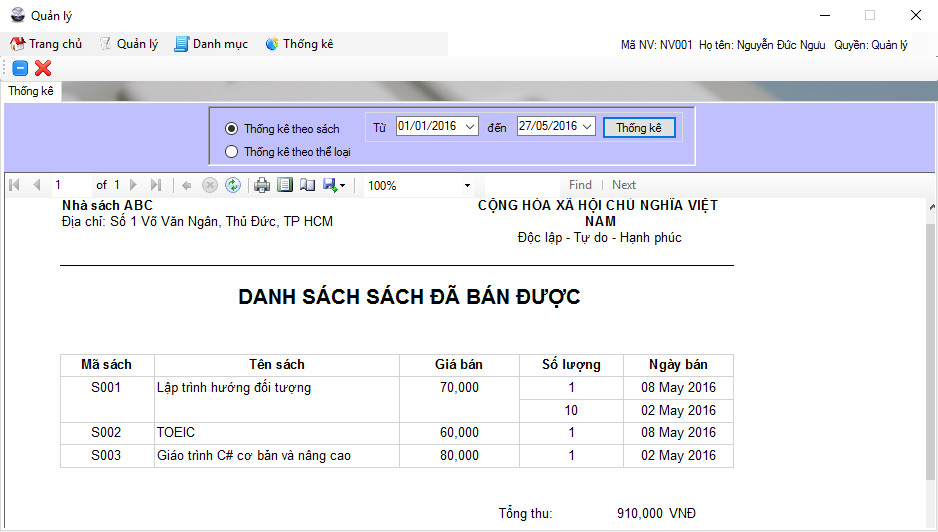 Quản lý
Trang chủ Quản lý Danh mục Thống kê Mã NV: NV001 Họ tên: Nguyễn Đức Ngưu Quyền: Quản lý
Thống kê
Thống kê theo sách Từ 01/01/2016 đến 27/05/2016 Thống kê
Thống kê theo thể loại
1 of 1 100% Find | Next
Nhà sách ABC
Địa chỉ: Số 1 Võ Văn Ngân, Thủ Đức, TP HCM
CỘNG HÒA XÃ HỘI CHỦ NGHĨA VIỆT
NAM
Độc lập - Tự do - Hạnh phúc
DANH SÁCH SÁCH ĐÃ BÁN ĐƯỢC
Mã sách Tên sách Giá bán Số lượng Ngày bán
S001 Lập trình hướng đối tượng 70,000 1 08 May 2016
10 02 May 2016
S002 TOEIC 60,000 1 08 May 2016
S003 Giáo trình C# cơ bản và nâng cao 80,000 1 02 May 2016
Tổng thu: 910,000 VNĐ